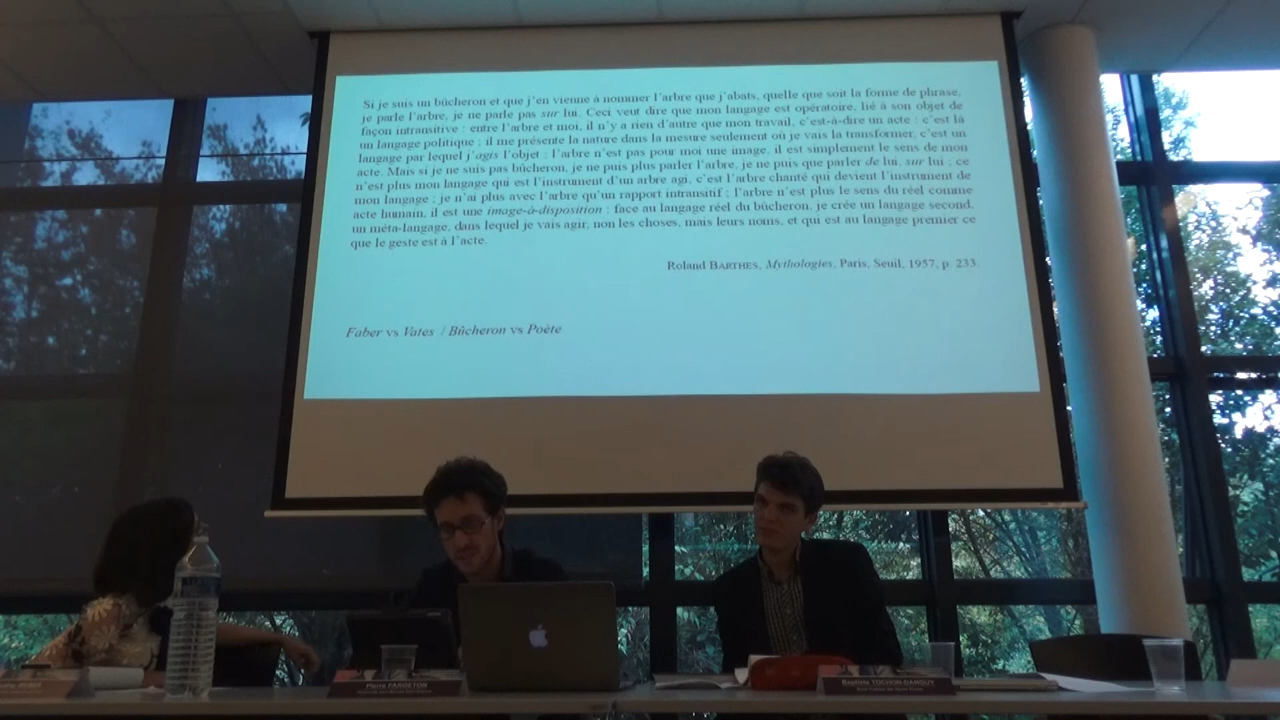 Si je suis un bûcheron et que j'en vienne à nommer l'arbre que j'abats, quelle que soit la forme de phrase,
je parle l'arbre, je ne parle pas sur lui. Ceci veut dire que mon langage est opératoire, lié à son objet de
façon intransitive : entre l'arbre et moi, il n'y a rien d'autre que mon travail, c'est-à-dire un acte : c'est là
un langage politique ; il me présente la nature dans la mesure seulement où je vais la transformer, c'est un
langage par lequel j'agis l'objet ; l'arbre n'est pas pour moi une image, il est simplement le sens de mon
acte. Mais si je ne suis pas bûcheron, je ne puis plus parler l'arbre, je ne puis que parler de lui, sur lui ; ce
n'est plus mon langage qui est l'instrument d'un arbre agi, c'est l'arbre chanté qui devient l'instrument de
mon langage ; je n'ai plus avec l'arbre qu'un rapport intransitif ; l'arbre n'est plus le sens du réel comme
acte humain, il est une image-à-disposition : face au langage réel du bûcheron, je crée un langage second,
un méta-langage, dans lequel je vais agir, non les choses, mais leurs noms, et qui est au langage premier ce
que le geste est à l'acte.
Roland BARTHES, Mythologies, Paris, Seuil, 1957, p. 233.
Faber vs Vates / Bûcheron vs Poète
Pierre FARGETON
Baptiste TOCHON-DANGUY